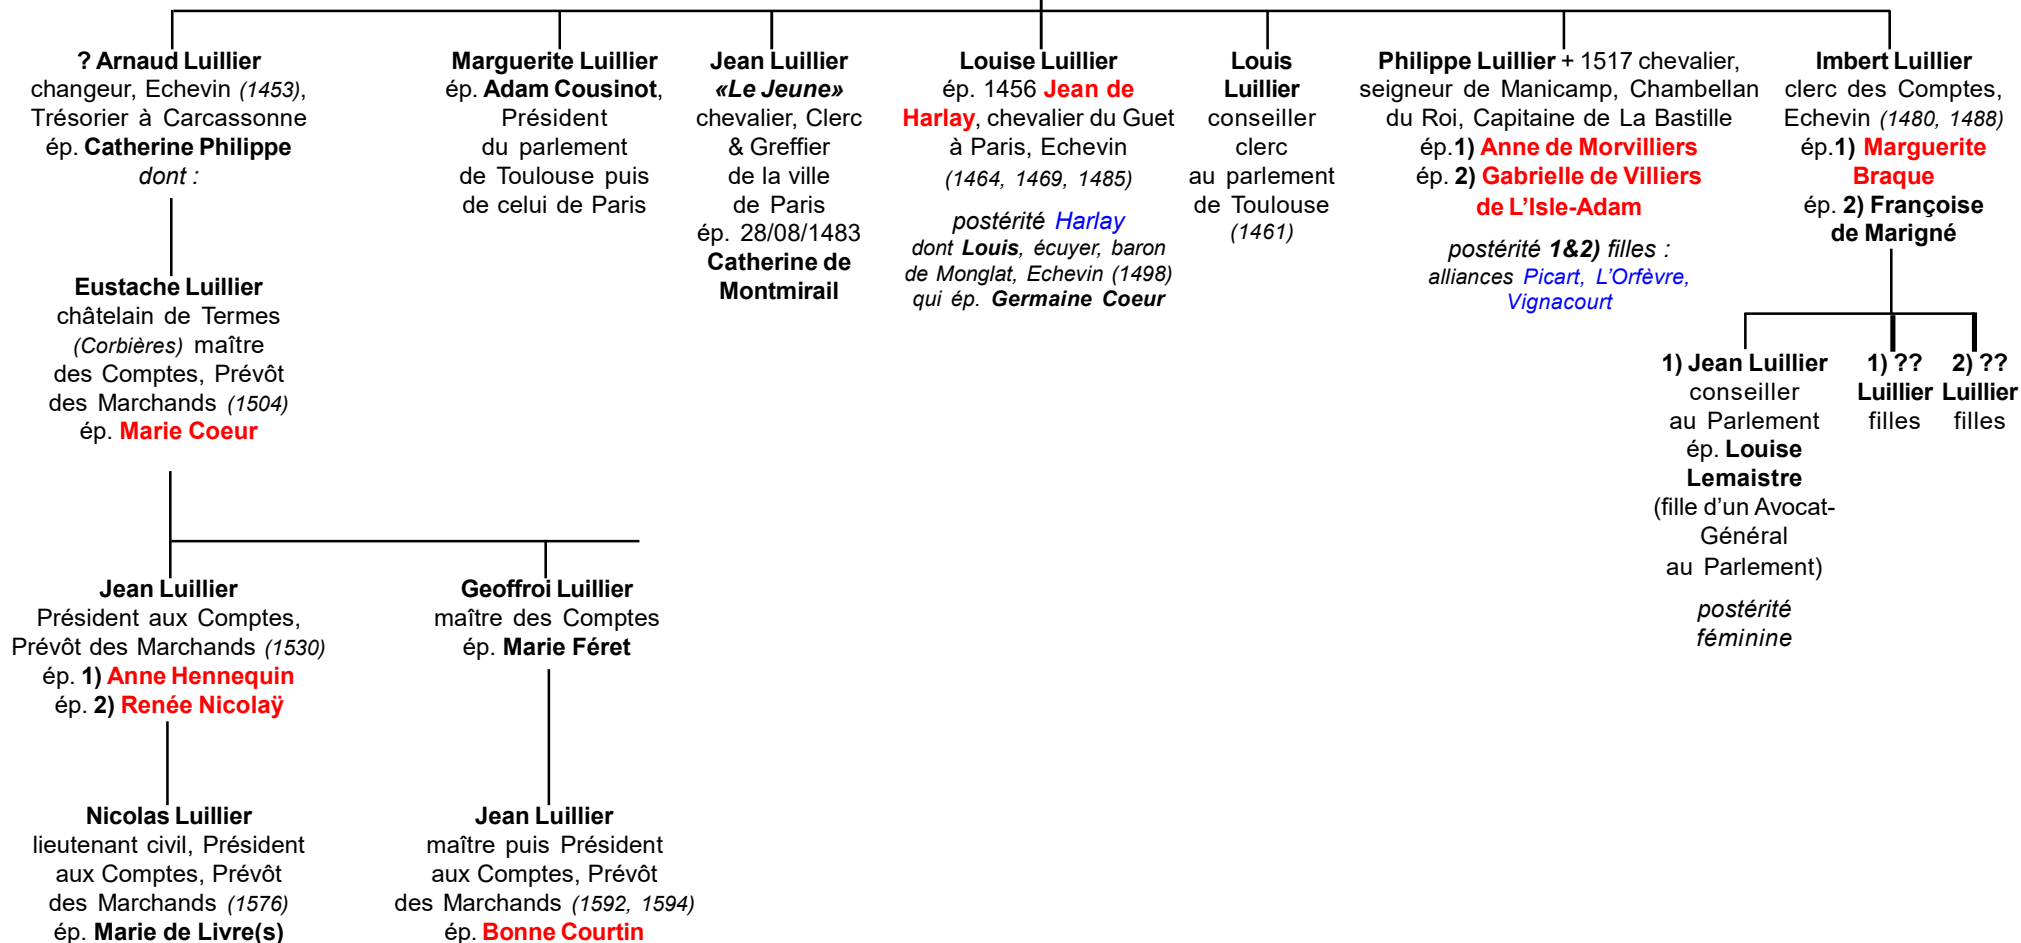 ? Arnaud Luillier
changeur, Echevin (1453),
Trésorier à Carcassonne
ép. Catherine Philippe
dont :
Marguerite Luillier
ép. Adam Cousinot,
Président
du parlement
de Toulouse puis
de celui de Paris
Jean Luillier
«Le Jeune»
chevalier, Clerc
& Greffier
de la ville
de Paris
ép. 28/08/1483
Catherine de
Montmirail
Louise Luillier
ép. 1456 Jean de
Harlay, chevalier du Guet
à Paris, Echevin
(1464, 1469, 1485)
postérité Harlay
dont Louis, écuyer, baron
de Monglat, Echevin (1498)
qui ép. Germaine Coeur
Louis
Luillier
conseiller
clerc
au parlement
de Toulouse
(1461)
Philippe Luillier + 1517 chevalier,
seigneur de Manicamp, Chambellan
du Roi, Capitaine de La Bastille
ép.1) Anne de Morvilliers
ép. 2) Gabrielle de Villiers
de L'Isle-Adam
postérité 1&2) filles :
alliances Picart, L'Orfèvre,
Vignacourt
Imbert Luillier
clerc des Comptes,
Echevin (1480, 1488)
ép.1) Marguerite
Braque
ép. 2) Françoise
de Marigné
Eustache Luillier
châtelain de Termes
(Corbières) maître
des Comptes, Prévôt
des Marchands (1504)
ép. Marie Coeur
1) Jean Luillier
conseiller
au Parlement
ép. Louise
Lemaistre
(fille d'un Avocat-
Général
au Parlement)
postérité
féminine
1) ??
Luillier
filles
2) ??
Luillier
filles
Jean Luillier
Président aux Comptes,
Prévôt des Marchands (1530)
ép. 1) Anne Hennequin
ép. 2) Renée Nicolaÿ
Geoffroi Luillier
maître des Comptes
ép. Marie Féret
Nicolas Luillier
lieutenant civil, Président
aux Comptes, Prévôt
des Marchands (1576)
ép. Marie de Livre(s)
Jean Luillier
maître puis Président
aux Comptes, Prévôt
des Marchands (1592, 1594)
ép. Bonne Courtin